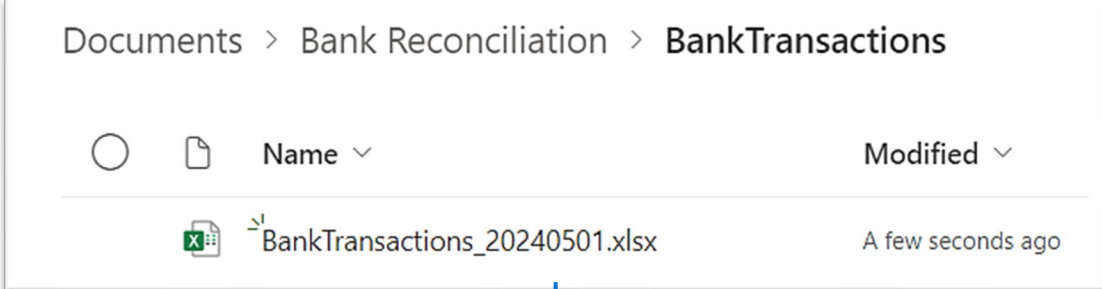 Documents > Bank Reconciliation > BankTransactions
Name Modified
BankTransactions_20240501.xlsx A few seconds ago